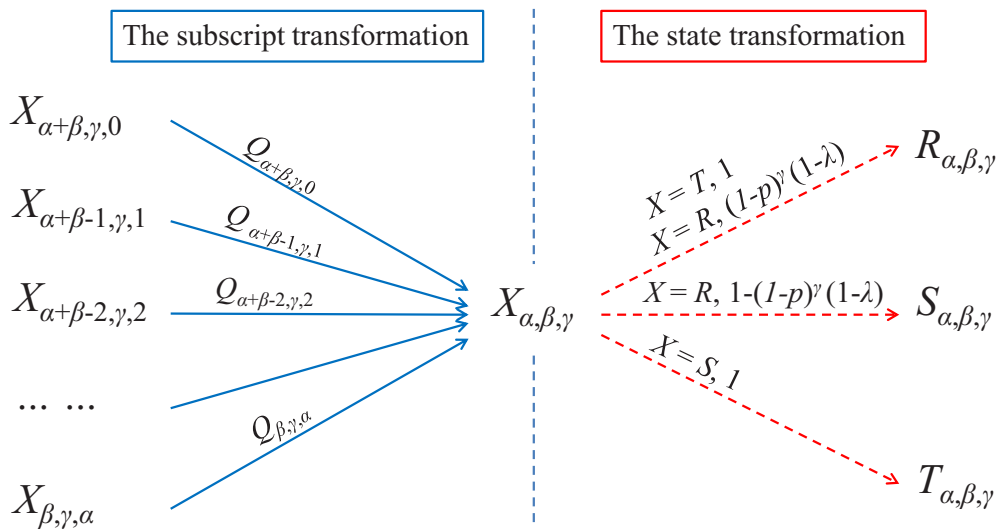 The subscript transformation
The state transformation
X_{α+β,γ,0}
X_{α+β-1,γ,1}
X_{α+β-2,γ,2}
... ...
X_{β,γ,α}
Q_{α+β,γ,0}
Q_{α+β-1,γ,1}
Q_{α+β-2,γ,2}
Q_{β,γ,α}
X_{α,β,γ}
X = T, 1
X = R, (1-p)^γ (1-λ)
X = R, 1-(1-p)^γ (1-λ)
X = S, 1
R_{α,β,γ}
S_{α,β,γ}
T_{α,β,γ}